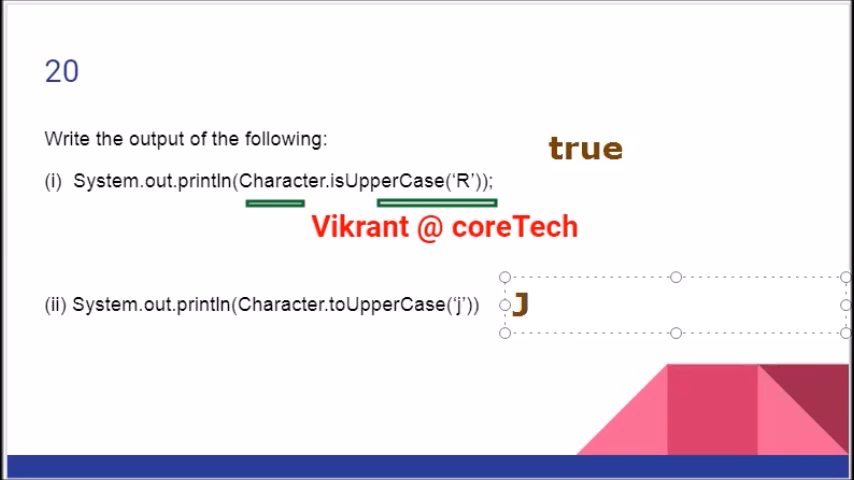 20
Write the output of the following:
true
(i) System.out.println(Character.isUpperCase(‘R’));
Vikrant @ coreTech
(ii) System.out.println(Character.toUpperCase(‘j’))
J